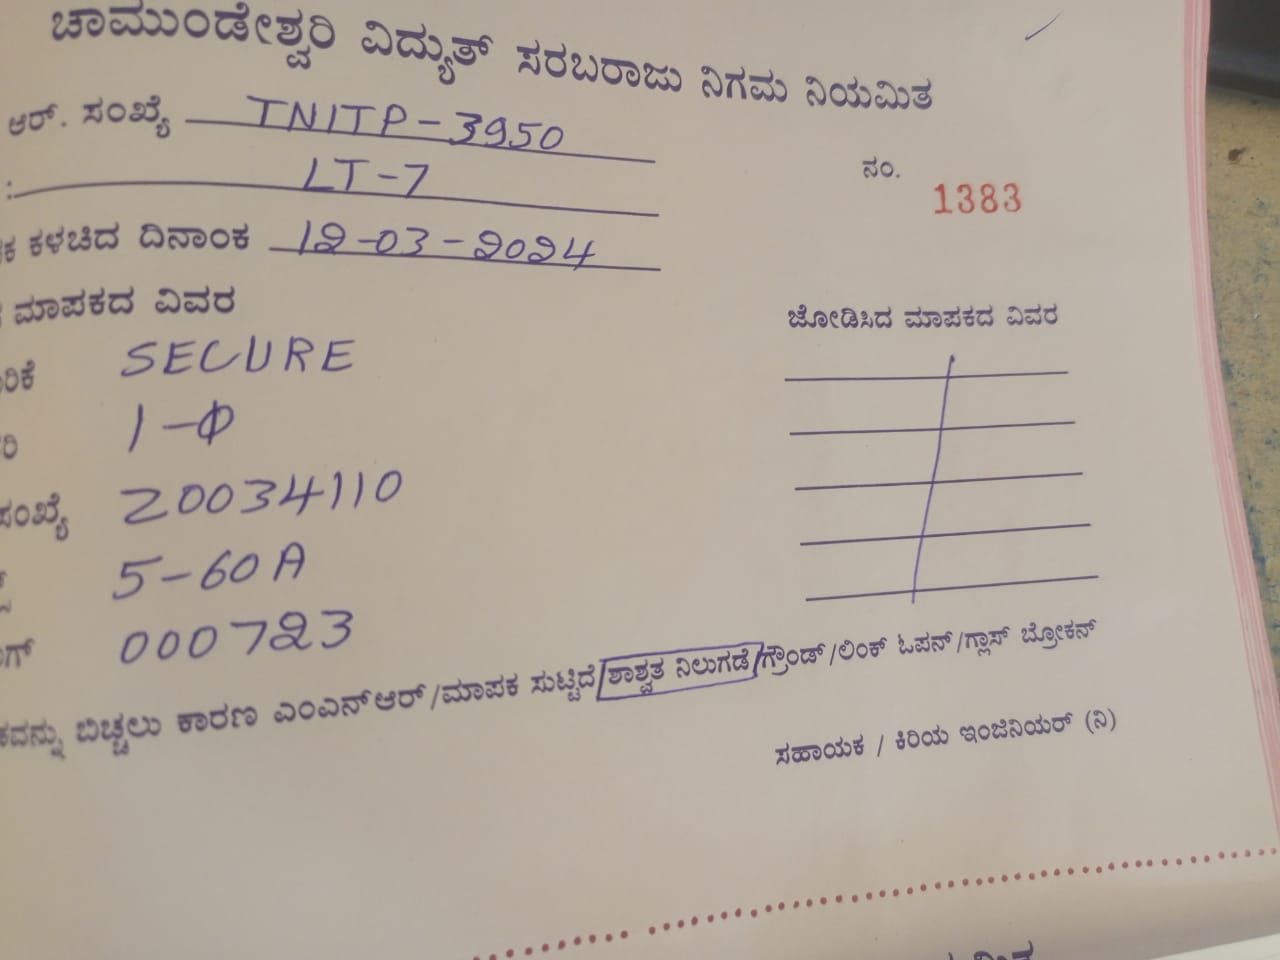 ಚಾಮುಂಡೇಶ್ವರಿ ವಿದ್ಯುತ್ ಸರಬರಾಜು ನಿಗಮ ನಿಯಮಿತ
ಆರ್. ಸಂಖ್ಯೆ TNITP-3950
ನಂ. 1383
: LT-7
ಕಳಚಿದ ದಿನಾಂಕ 12-03-2024
ಮಾಪಕದ ವಿವರ
ಜೋಡಿಸಿದ ಮಾಪಕದ ವಿವರ
SECURE
1-Φ
ಸಂಖ್ಯೆ 20034110
5-60A
000723
ಬಿಚ್ಚಲು ಕಾರಣ ಎಂಎನ್ಆರ್/ಮಾಪಕ ಸುಟ್ಟಿದೆ/ಶಾಶ್ವತ ನಿಲುಗಡೆ/ಗ್ರೌಂಡ್/ಲಿಂಕ್ ಓಪನ್/ಗ್ಲಾಸ್ ಬ್ರೋಕನ್
ಸಹಾಯಕ / ಕಿರಿಯ ಇಂಜಿನಿಯರ್ (ನಿ)